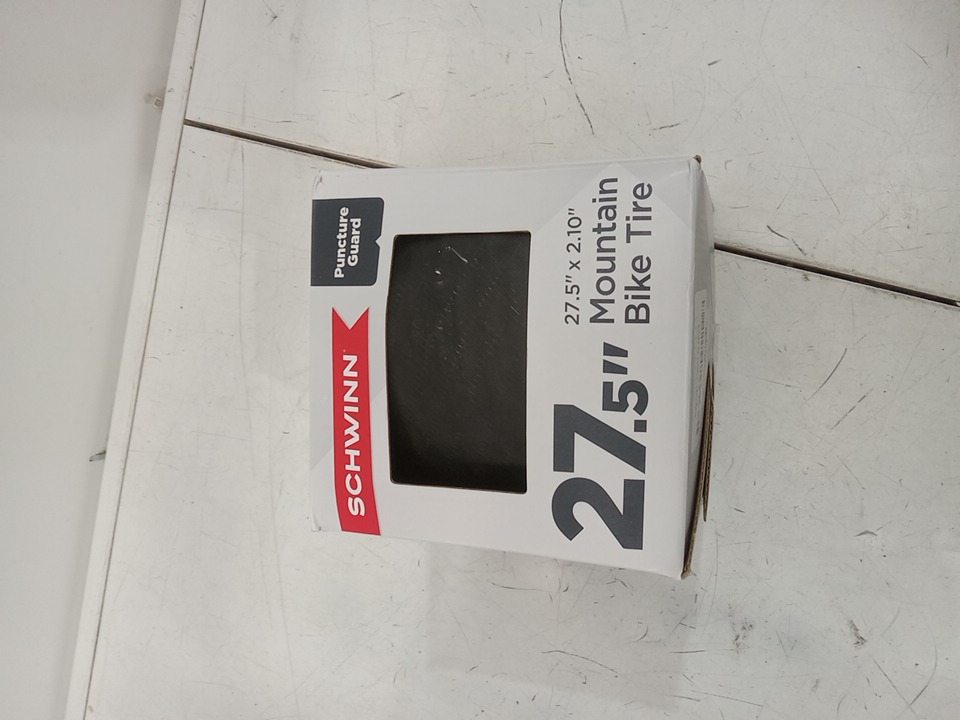 SCHWINN
Puncture
Guard
27.5"
27.5" x 2.10"
Mountain
Bike Tire